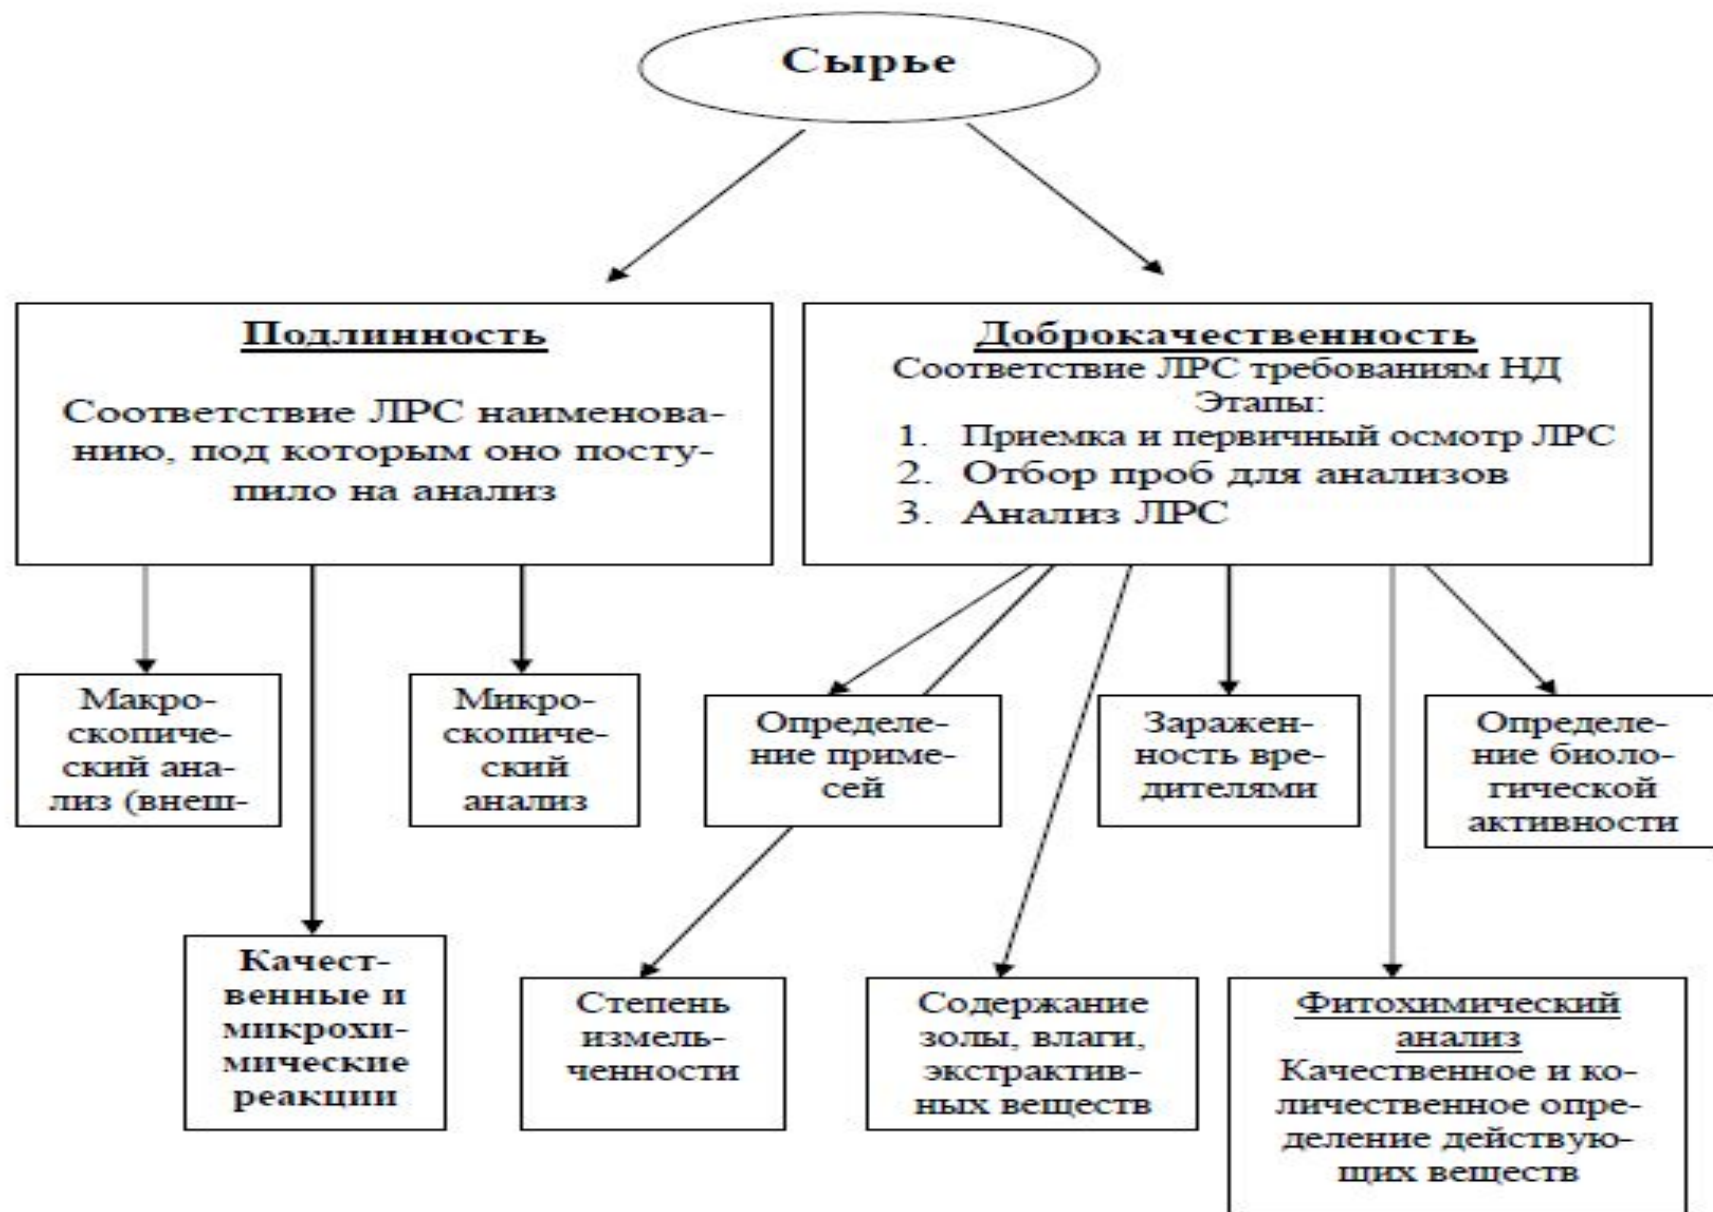 Сырье
Подлинность
Соответствие ЛРС наименова-
нию, под которым оно посту-
пило на анализ
Доброкачественность
Соответствие ЛРС требованиям НД
Этапы:
1. Приемка и первичный осмотр ЛРС
2. Отбор проб для анализов
3. Анализ ЛРС
Макро-
скопиче-
ский ана-
лиз (внеш-
Микро-
скопиче-
ский
анализ
Определе-
ние приме-
сей
Заражен-
ность вре-
дителями
Определе-
ние биоло-
гической
активности
Качест-
венные и
микрохи-
мические
реакции
Степень
измель-
ченности
Содержание
золы, влаги,
экстрактив-
ных веществ
Фитохимический
анализ
Качественное и ко-
личественное опре-
деление действую-
щих веществ